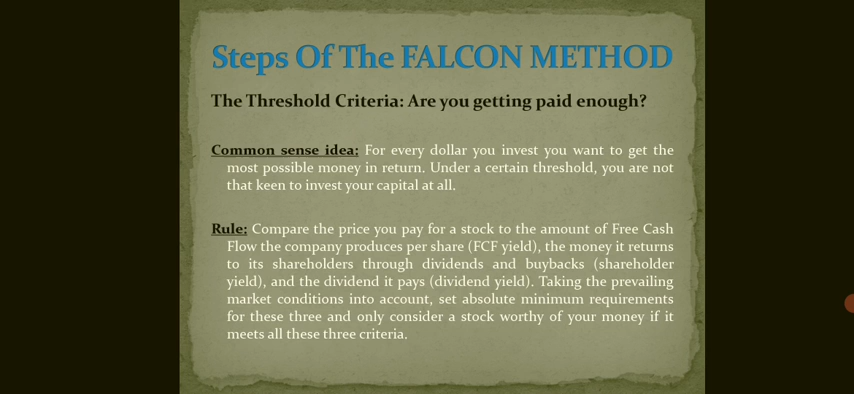 Steps Of The FALCON METHOD
The Threshold Criteria: Are you getting paid enough?
Common sense idea: For every dollar you invest you want to get the
most possible money in return. Under a certain threshold, you are not
that keen to invest your capital at all.
Rule: Compare the price you pay for a stock to the amount of Free Cash
Flow the company produces per share (FCF yield), the money it returns
to its shareholders through dividends and buybacks (shareholder
yield), and the dividend it pays (dividend yield). Taking the prevailing
market conditions into account, set absolute minimum requirements
for these three and only consider a stock worthy of your money if it
meets all these three criteria.